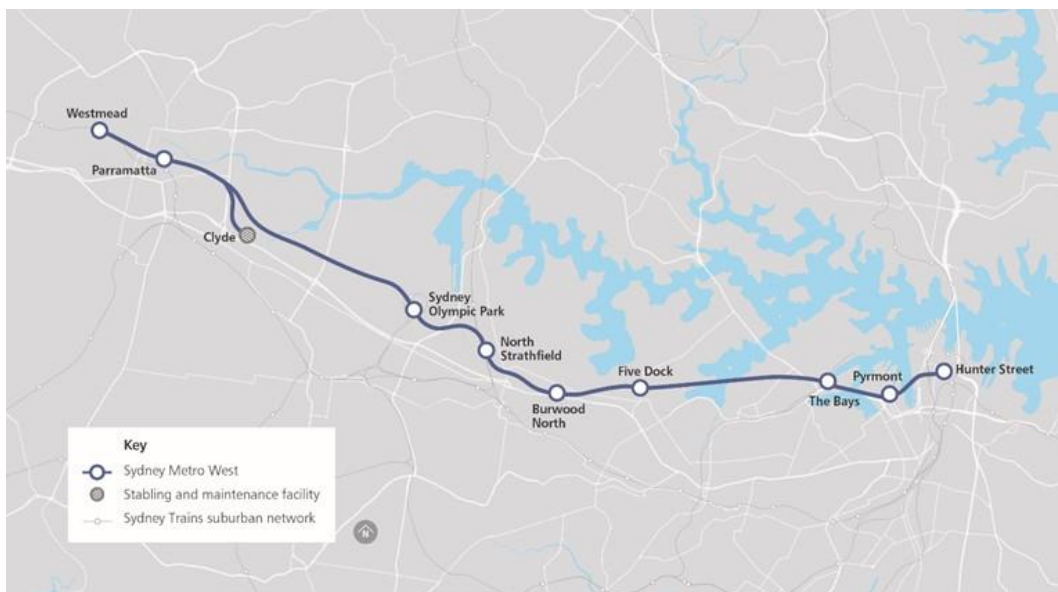 Westmead
Parramatta
Clyde
Sydney
Olympic Park
North
Strathfield
Burwood
North
Five Dock
The Bays
Pyrmont
Hunter Street
Key
Sydney Metro West
Stabling and maintenance facility
Sydney Trains suburban network
N